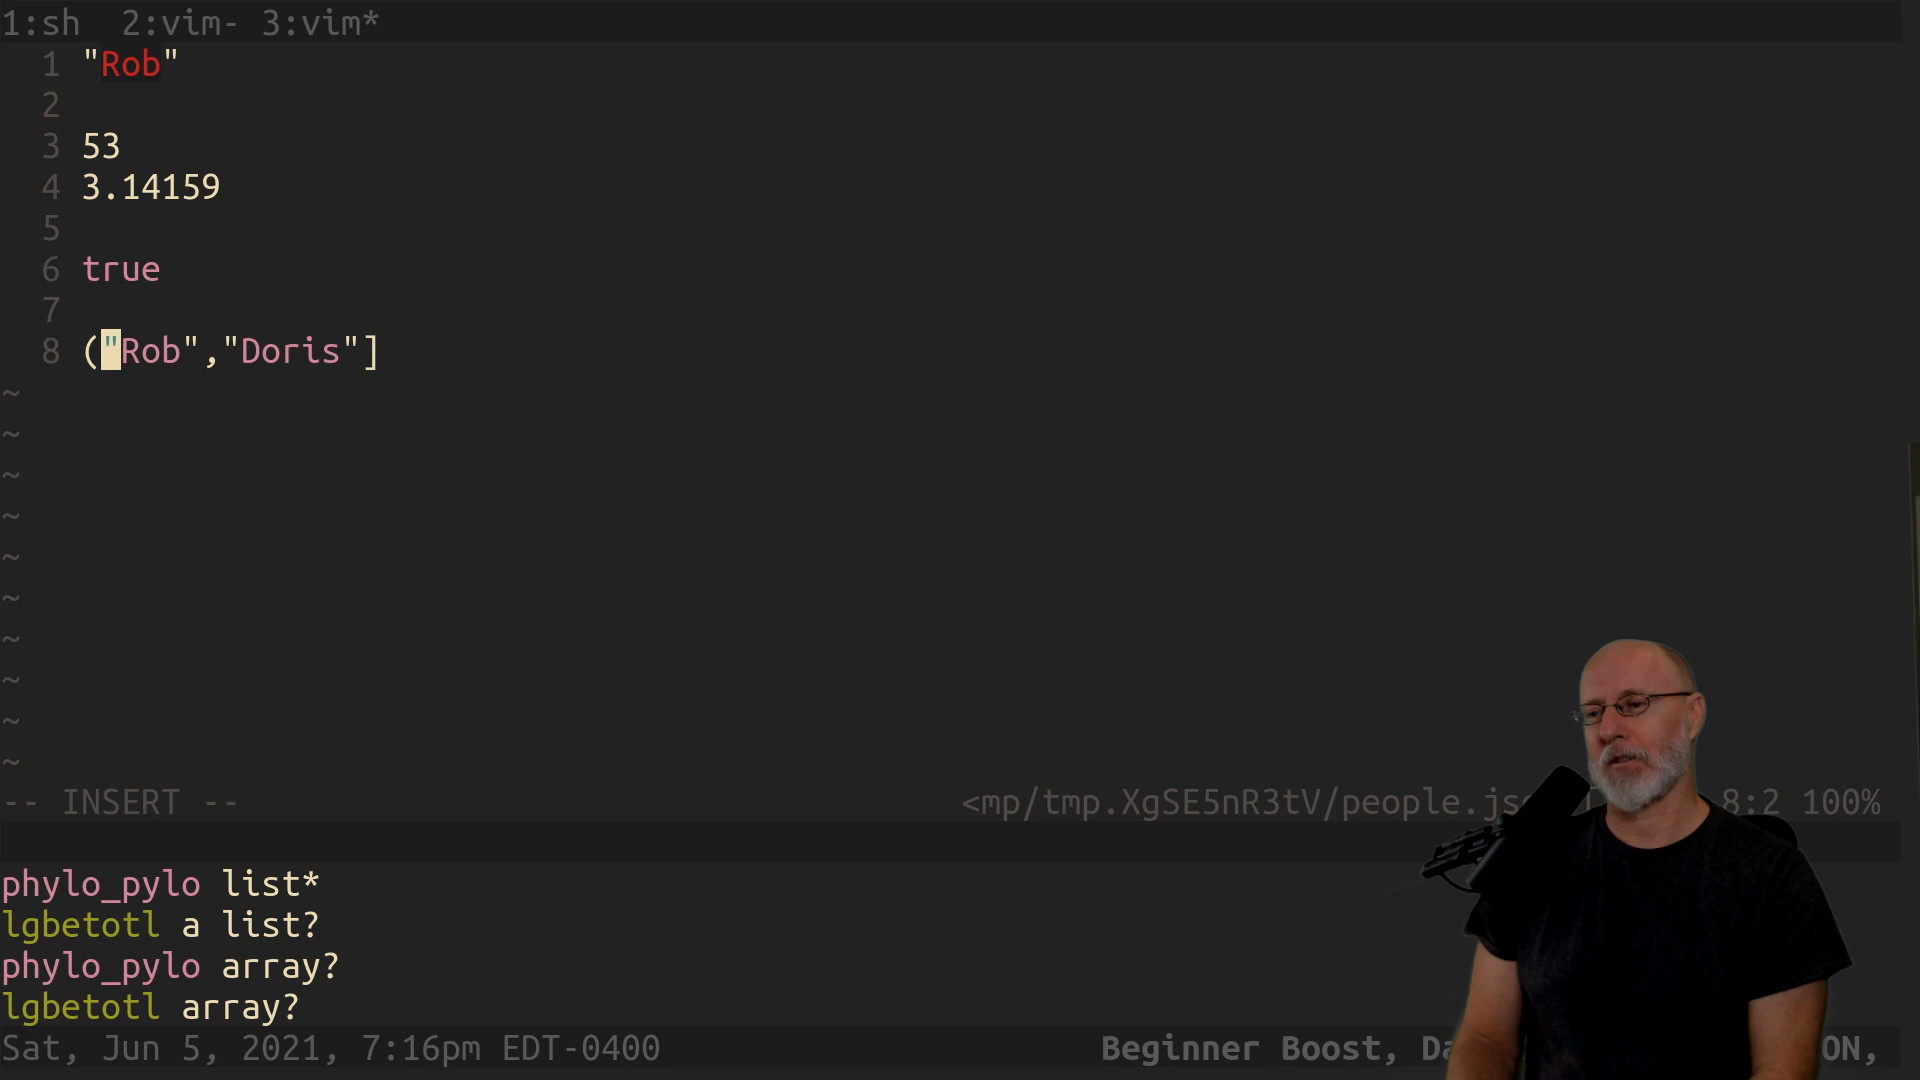 1:sh  2:vim- 3:vim*
1 "Rob"
2
3 53
4 3.14159
5
6 true
7
8 ("Rob","Doris"]
~
~
~
~
~
~
~
~
~
~
-- INSERT --  <mp/tmp.XgSE5nR3tV/people.js 8:2 100%
phylo_pylo list*
lgbetotl a list?
phylo_pylo array?
lgbetotl array?
Sat, Jun 5, 2021, 7:16pm EDT-0400  Beginner Boost, ON,